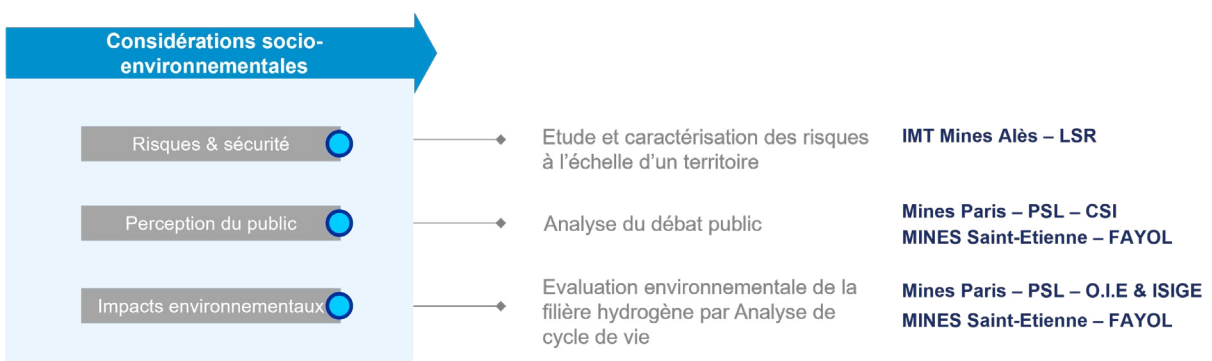 Considérations socio-
environnementales
Risques & sécurité
Etude et caractérisation des risques
à l'échelle d'un territoire
IMT Mines Alès – LSR
Perception du public
Analyse du débat public
Mines Paris – PSL – CSI
MINES Saint-Etienne – FAYOL
Impacts environnementaux
Evaluation environnementale de la
filière hydrogène par Analyse de
cycle de vie
Mines Paris – PSL – O.I.E & ISIGE
MINES Saint-Etienne – FAYOL